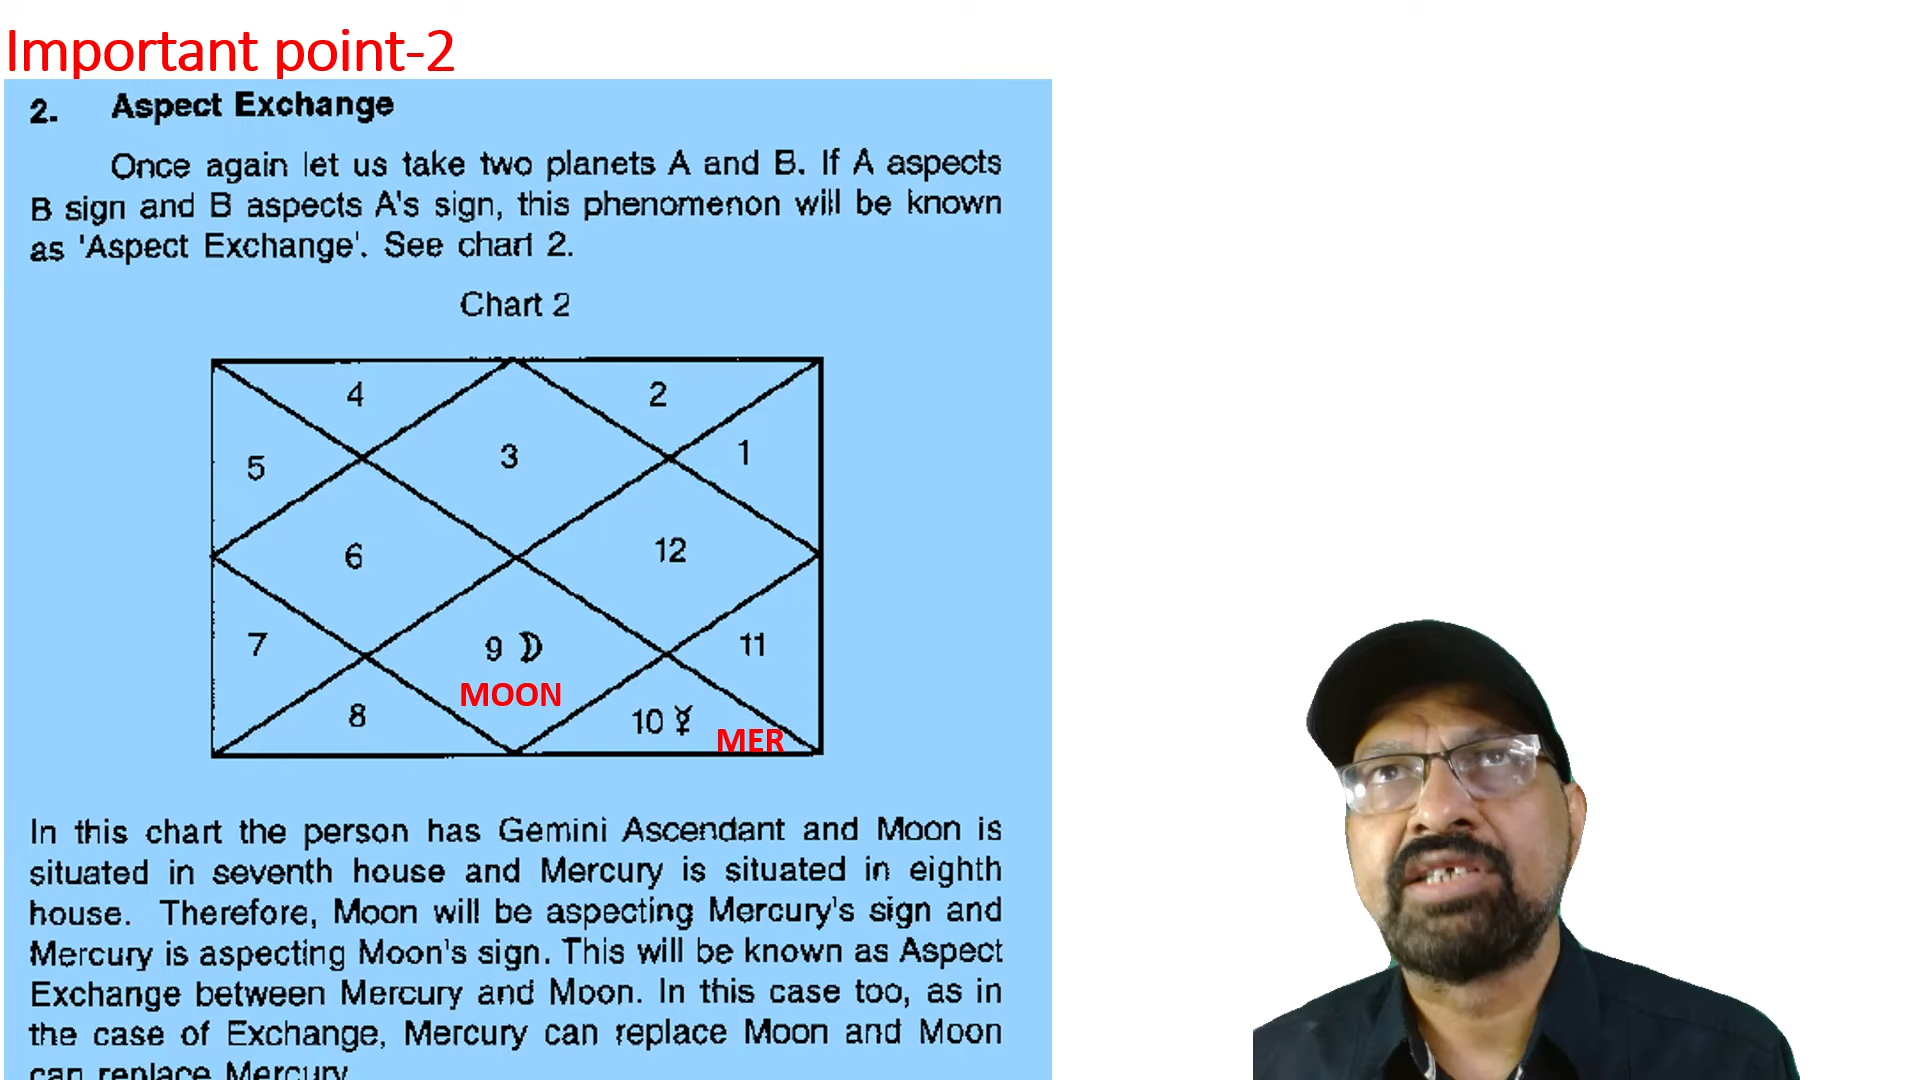 Important point-2
2. Aspect Exchange
Once again let us take two planets A and B. If A aspects
B sign and B aspects A's sign, this phenomenon will be known
as 'Aspect Exchange'. See chart 2.
Chart 2
4
2
5
3
1
6
12
7
9 ☽
11
MOON
8
10 ☿
MER
In this chart the person has Gemini Ascendant and Moon is
situated in seventh house and Mercury is situated in eighth
house. Therefore, Moon will be aspecting Mercury's sign and
Mercury is aspecting Moon's sign. This will be known as Aspect
Exchange between Mercury and Moon. In this case too, as in
the case of Exchange, Mercury can replace Moon and Moon
can replace Mercury.